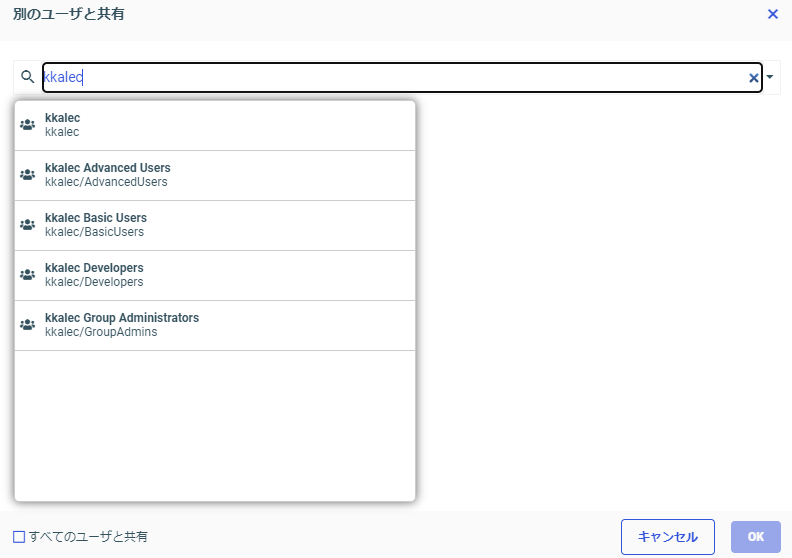 別のユーザと共有
kkalec
kkalec
kkalec
kkalec Advanced Users
kkalec/AdvancedUsers
kkalec Basic Users
kkalec/BasicUsers
kkalec Developers
kkalec/Developers
kkalec Group Administrators
kkalec/GroupAdmins
すべてのユーザと共有
キャンセル
OK